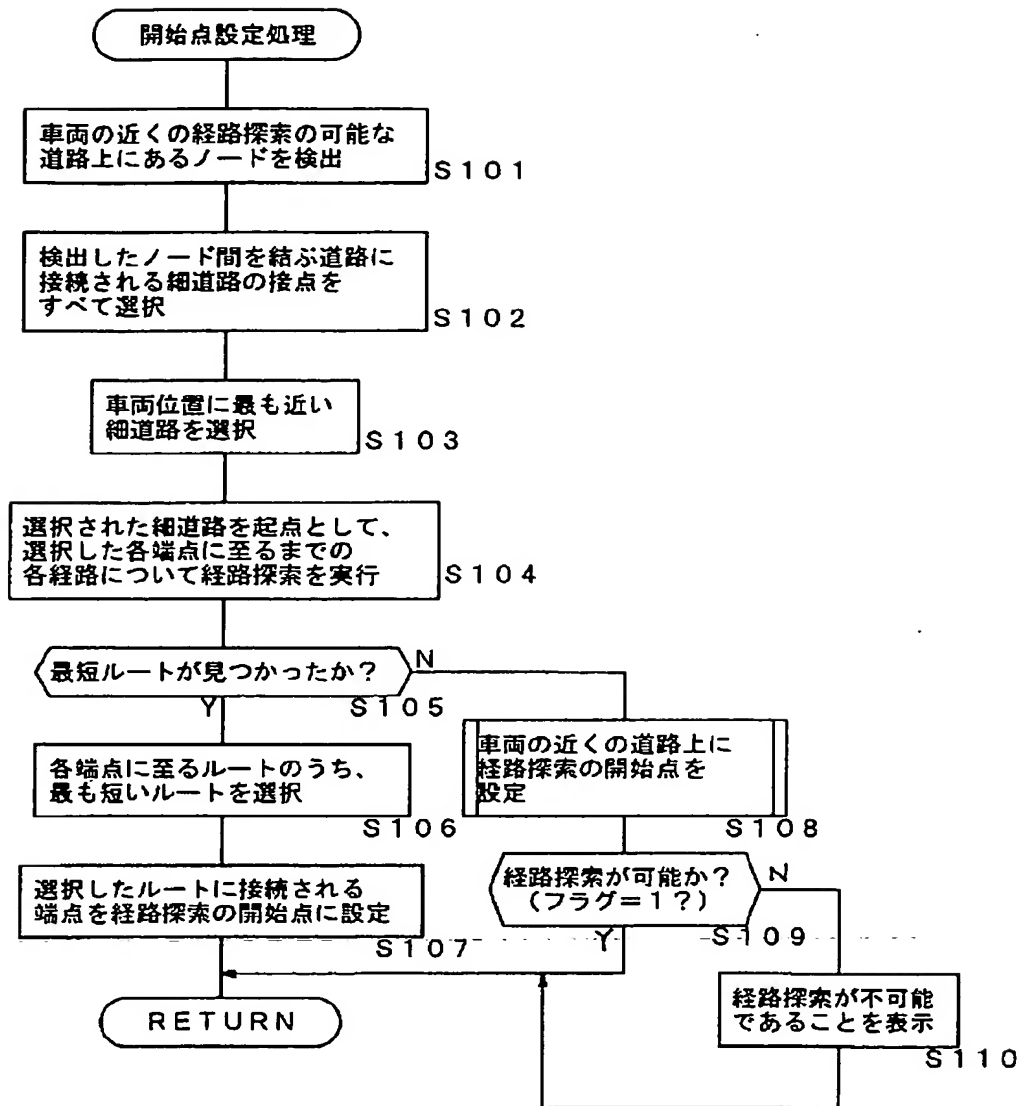 開始点設定処理
車両の近くの経路探索の可能な
道路上にあるノードを検出
S101
検出したノード間を結ぶ道路に
接続される細道路の接点を
すべて選択
S102
車両位置に最も近い
細道路を選択
S103
選択された細道路を起点として、
選択した各端点に至るまでの
各経路について経路探索を実行
S104
最短ルートが見つかったか?
N
Y
S105
各端点に至るルートのうち、
最も短いルートを選択
S106
選択したルートに接続される
端点を経路探索の開始点に設定
S107
車両の近くの道路上に
経路探索の開始点を
設定
S108
経路探索が可能か?
(フラグ=1?)
N
Y
S109
経路探索が不可能
であることを表示
S110
RETURN